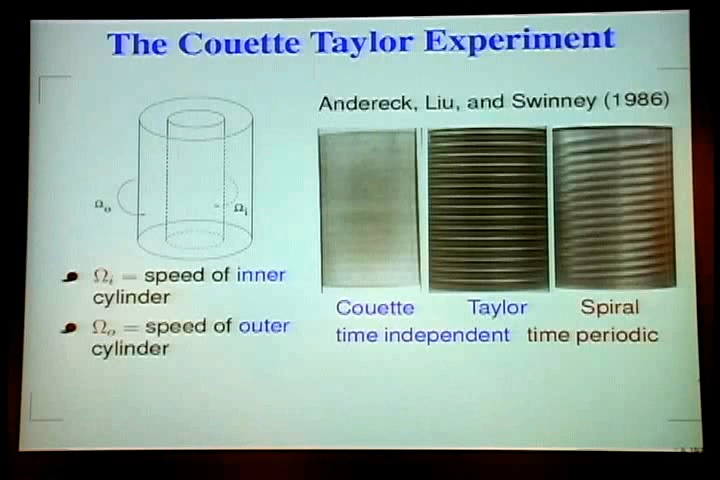 The Couette Taylor Experiment
Andereck, Liu, and Swinney (1986)
Ωo
Ωi
Ωi = speed of inner
cylinder
Ωo = speed of outer
cylinder
Couette Taylor Spiral
time independent time periodic